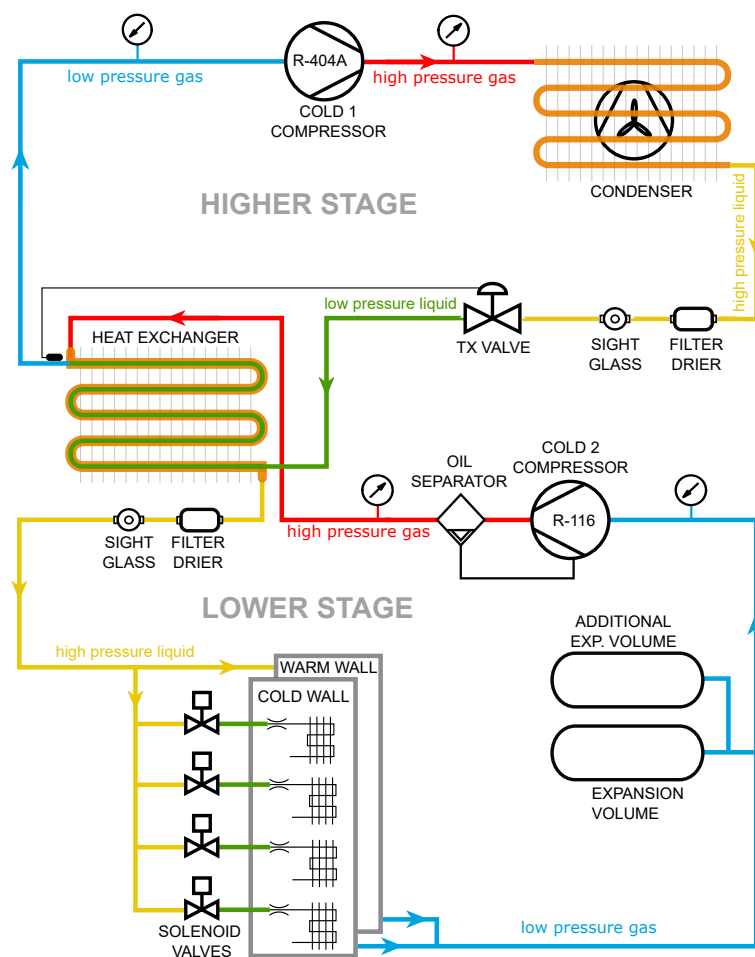 R-404A
low pressure gas
high pressure gas
COLD 1
COMPRESSOR
CONDENSER
HIGHER STAGE
high pressure liquid
low pressure liquid
HEAT EXCHANGER
TX VALVE
SIGHT
GLASS
FILTER
DRIER
COLD 2
COMPRESSOR
OIL
SEPARATOR
R-116
high pressure gas
SIGHT
GLASS
FILTER
DRIER
LOWER STAGE
high pressure liquid
WARM WALL
COLD WALL
ADDITIONAL
EXP. VOLUME
EXPANSION
VOLUME
SOLENOID
VALVES
low pressure gas